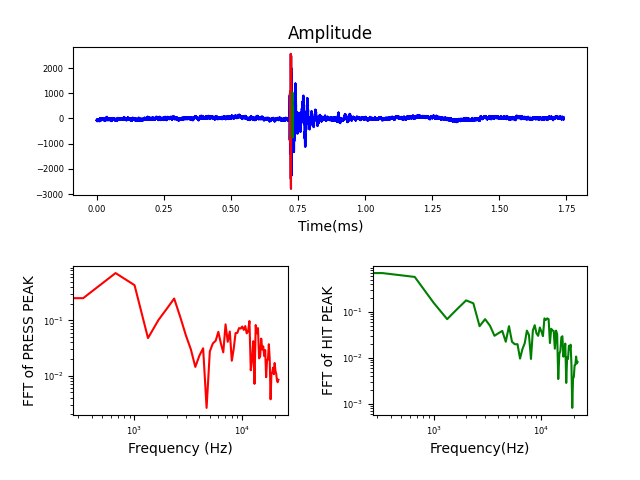 Amplitude
2000
1000
0
−1000
−2000
−3000
0.00 0.25 0.50 0.75 1.00 1.25 1.50 1.75
Time(ms)
FFT of PRESS PEAK
10⁻¹
10⁻²
10³ 10⁴
Frequency (Hz)
FFT of HIT PEAK
10⁻¹
10⁻²
10⁻³
10³ 10⁴
Frequency(Hz)